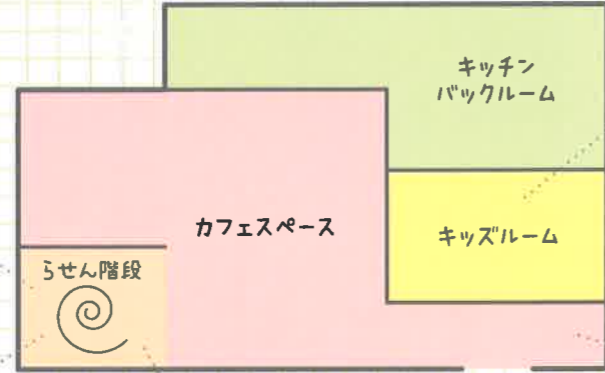 キッチン
バックルーム
カフェスペース
キッズルーム
らせん階段